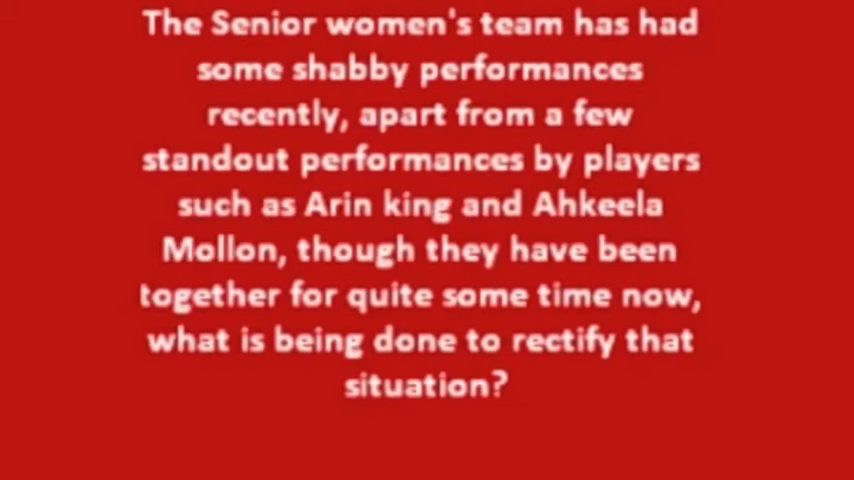 The Senior women's team has had
some shabby performances
recently, apart from a few
standout performances by players
such as Arin king and Ahkeela
Mollon, though they have been
together for quite some time now,
what is being done to rectify that
situation?